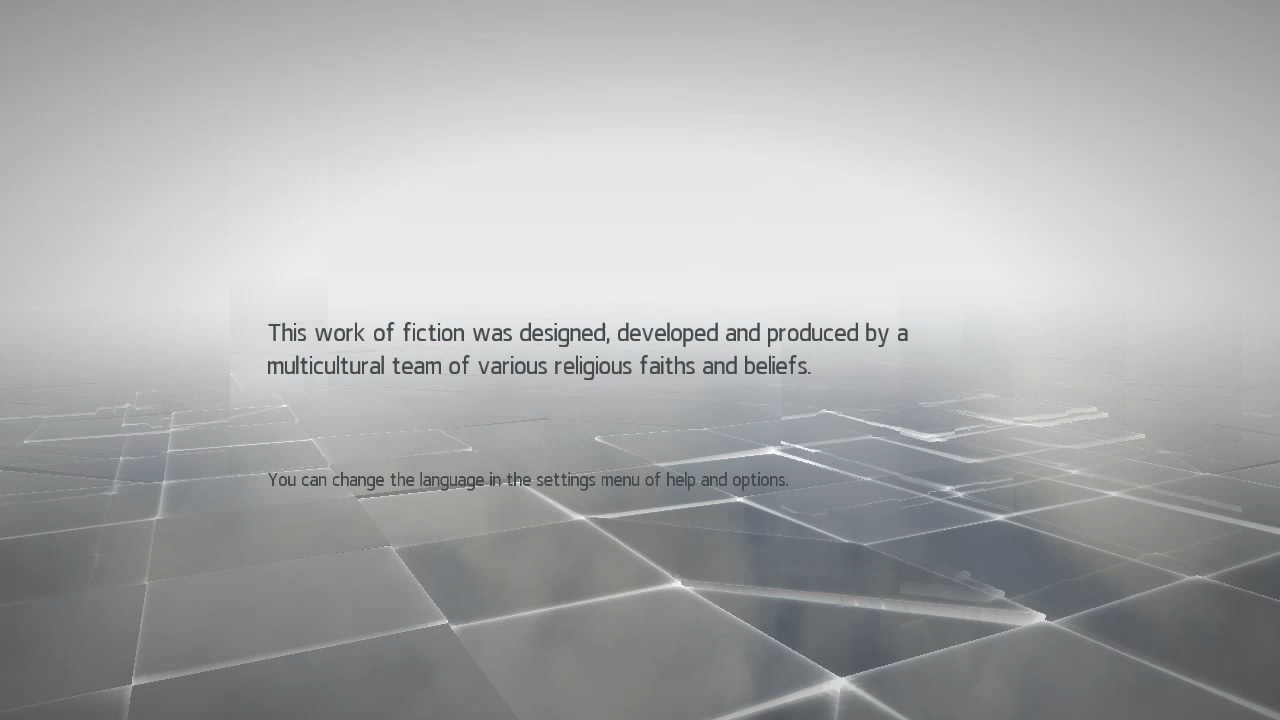 This work of fiction was designed, developed and produced by a
multicultural team of various religious faiths and beliefs.
You can change the language in the settings menu of help and options.